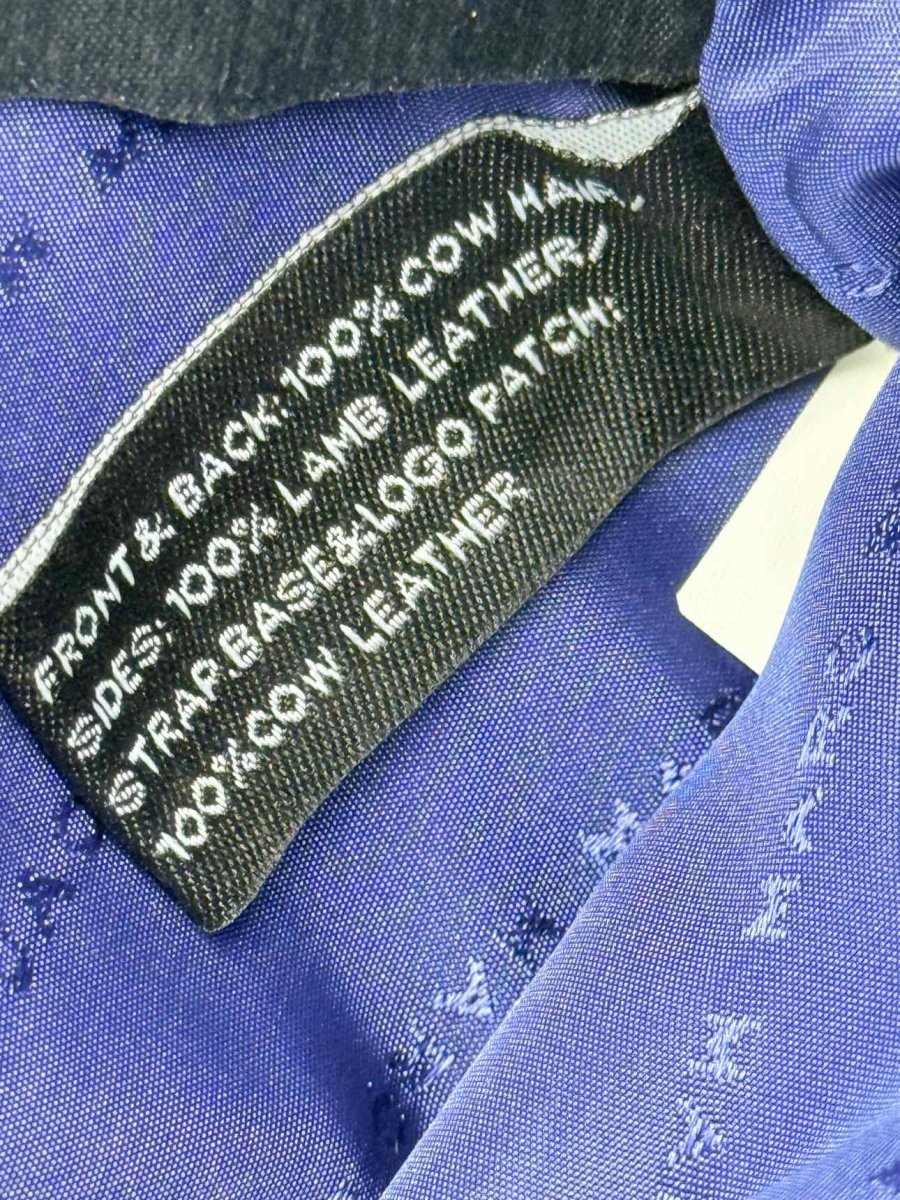 FRONT& BACK: 100% COW HAIR,
SIDES: 100% LAMB LEATHER,
STRAP.BASE&LOGO PATCH:
100%COW LEATHER